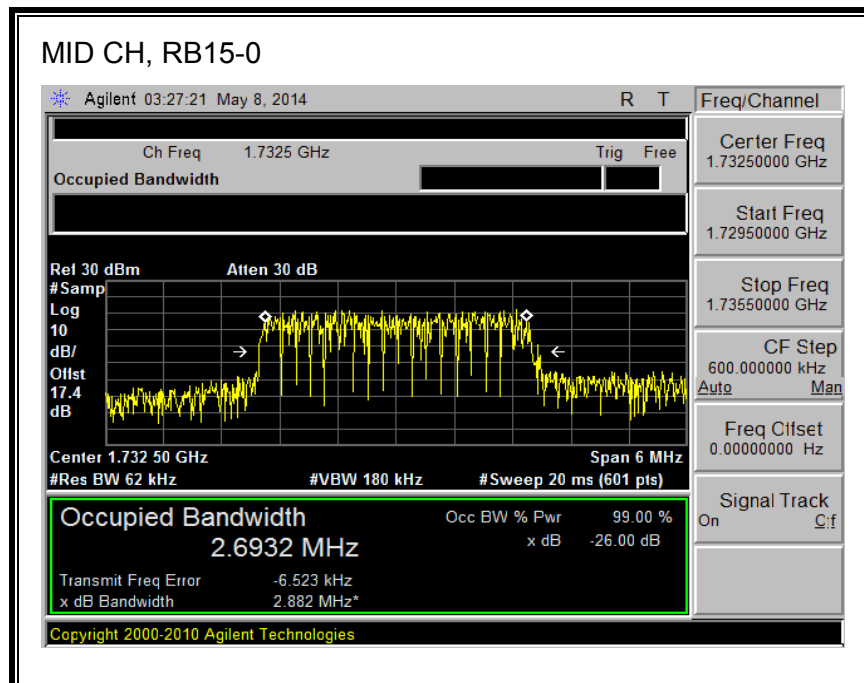 MID CH, RB15-0
Agilent 03:27:21 May 8, 2014 R T
Freq/Channel
Ch Freq 1.7325 GHz Trig Free
Occupied Bandwidth
Center Freq
1.73250000 GHz
Start Freq
1.72950000 GHz
Stop Freq
1.73550000 GHz
CF Step
600.000000 kHz
Auto Man
Freq Offset
0.00000000 Hz
Signal Track
On Off
Ref 30 dBm Atten 30 dB
#Samp
Log
10
dB/
Offst
17.4
dB
Center 1.732 50 GHz Span 6 MHz
#Res BW 62 kHz #VBW 180 kHz #Sweep 20 ms (601 pts)
Occupied Bandwidth
2.6932 MHz
Occ BW % Pwr 99.00 %
x dB -26.00 dB
Transmit Freq Error -6.523 kHz
x dB Bandwidth 2.882 MHz*
Copyright 2000-2010 Agilent Technologies